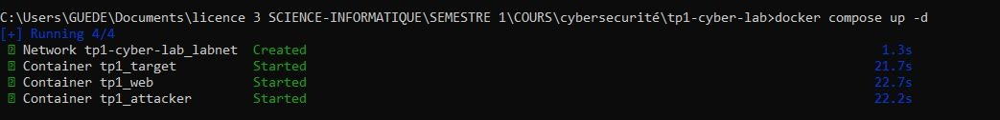 C:\Users\GUEDE\Documents\licence 3 SCIENCE-INFORMATIQUE\SEMESTRE 1\COURS\cybersecurité\tp1-cyber-lab>docker compose up -d
[+] Running 4/4
Network tp1-cyber-lab_labnet Created 1.3s
Container tp1_target Started 21.7s
Container tp1_web Started 22.7s
Container tp1_attacker Started 22.2s